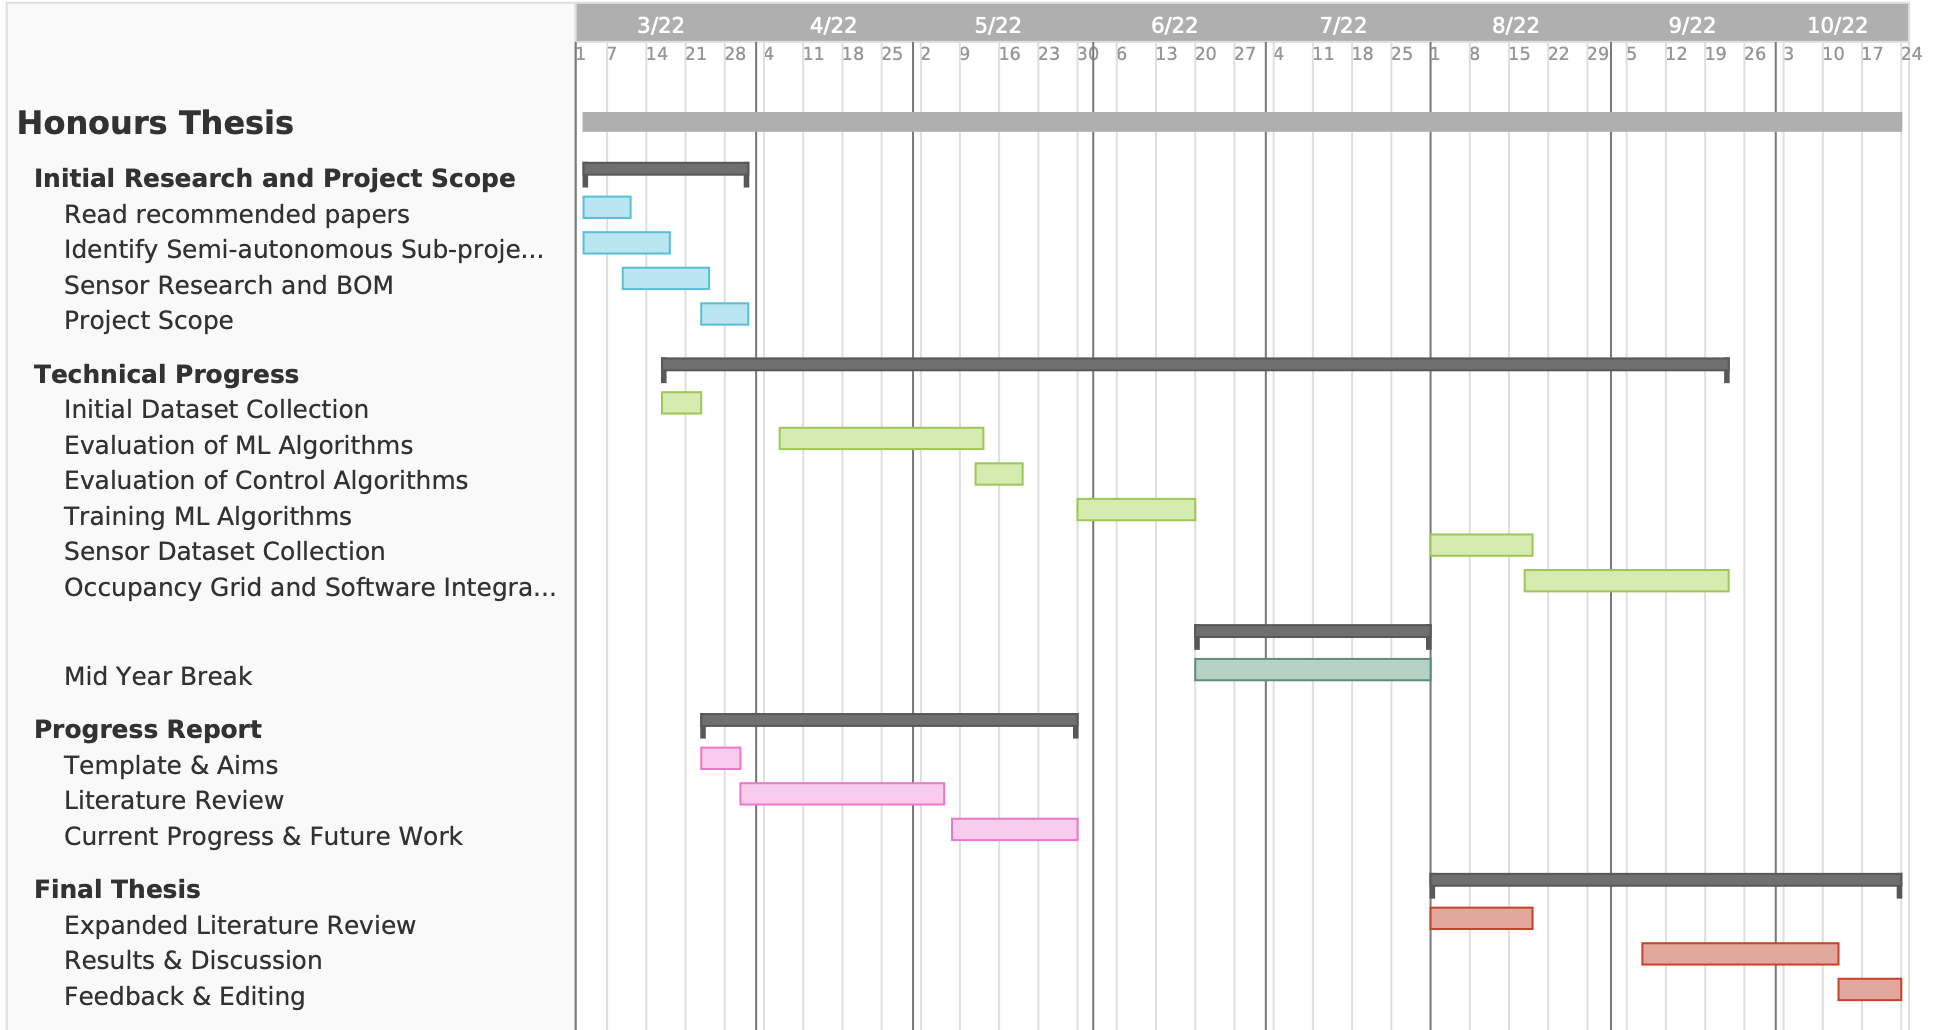 3/22 4/22 5/22 6/22 7/22 8/22 9/22 10/22
1 7 14 21 28 4 11 18 25 2 9 16 23 30 6 13 20 27 4 11 18 25 1 8 15 22 29 5 12 19 26 3 10 17 24
Honours Thesis
Initial Research and Project Scope
Read recommended papers
Identify Semi-autonomous Sub-proje...
Sensor Research and BOM
Project Scope
Technical Progress
Initial Dataset Collection
Evaluation of ML Algorithms
Evaluation of Control Algorithms
Training ML Algorithms
Sensor Dataset Collection
Occupancy Grid and Software Integra...
Mid Year Break
Progress Report
Template & Aims
Literature Review
Current Progress & Future Work
Final Thesis
Expanded Literature Review
Results & Discussion
Feedback & Editing